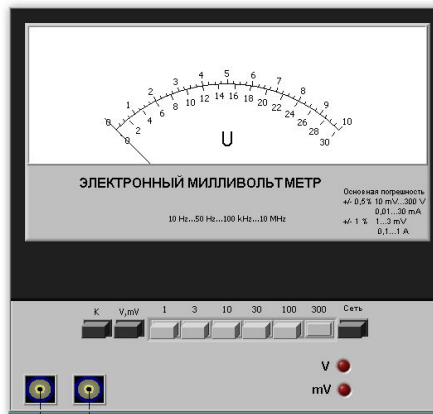 0 1 2 3 4 5 6 7 8 9 10
0 2 4 6 8 10 12 14 16 18 20 22 24 26 28 30
U
ЭЛЕКТРОННЫЙ МИЛЛИВОЛЬТМЕТР
Основная погрешность
+/- 0,5% 10 mV...300 V
0,01...30 mA
+/- 1 % 1...3 mV
0,1...1 A
10 Hz...50 Hz...100 kHz...10 MHz
K V,mV 1 3 10 30 100 300 Сеть
V
mV